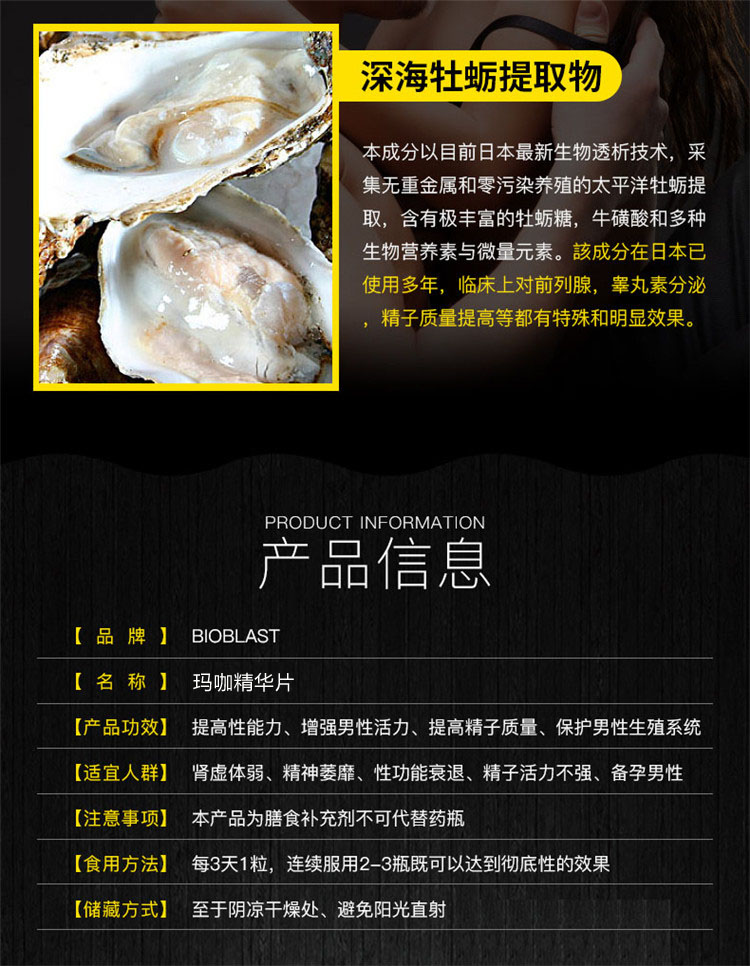 深海牡蛎提取物
本成分以目前日本最新生物透析技术，采
集无重金属和零污染养殖的太平洋牡蛎提
取，含有极丰富的牡蛎糖，牛磺酸和多种
生物营养素与微量元素。該成分在日本已
使用多年，临床上对前列腺，睾丸素分泌
，精子质量提高等都有特殊和明显效果。
PRODUCT INFORMATION
产品信息
【 品 牌 】 BIOBLAST
【 名 称 】 玛咖精华片
【产品功效】 提高性能力、增强男性活力、提高精子质量、保护男性生殖系统
【适宜人群】 肾虚体弱、精神萎靡、性功能衰退、精子活力不强、备孕男性
【注意事项】 本产品为膳食补充剂不可代替药瓶
【食用方法】 每3天1粒，连续服用2-3瓶既可以达到彻底性的效果
【储藏方式】 至于阴凉干燥处、避免阳光直射